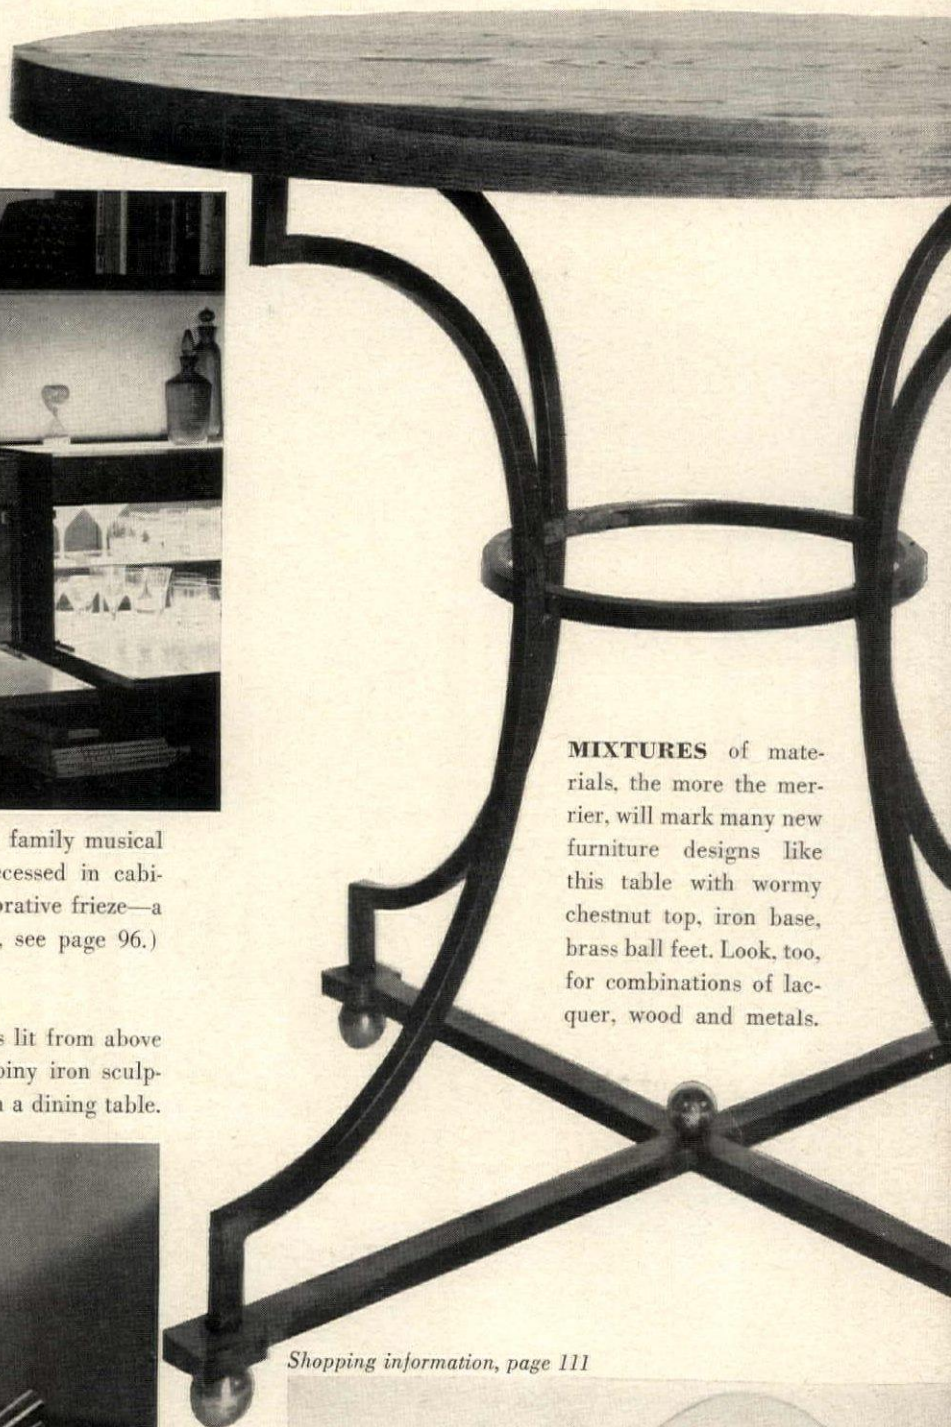 family musical
cessed in cabi-
orative frieze—a
, see page 96.)
s lit from above
piny iron sculp-
a dining table.
MIXTURES of mate-
rials, the more the mer-
rier, will mark many new
furniture designs like
this table with wormy
chestnut top, iron base,
brass ball feet. Look, too,
for combinations of lac-
quer, wood and metals.
Shopping information, page 111